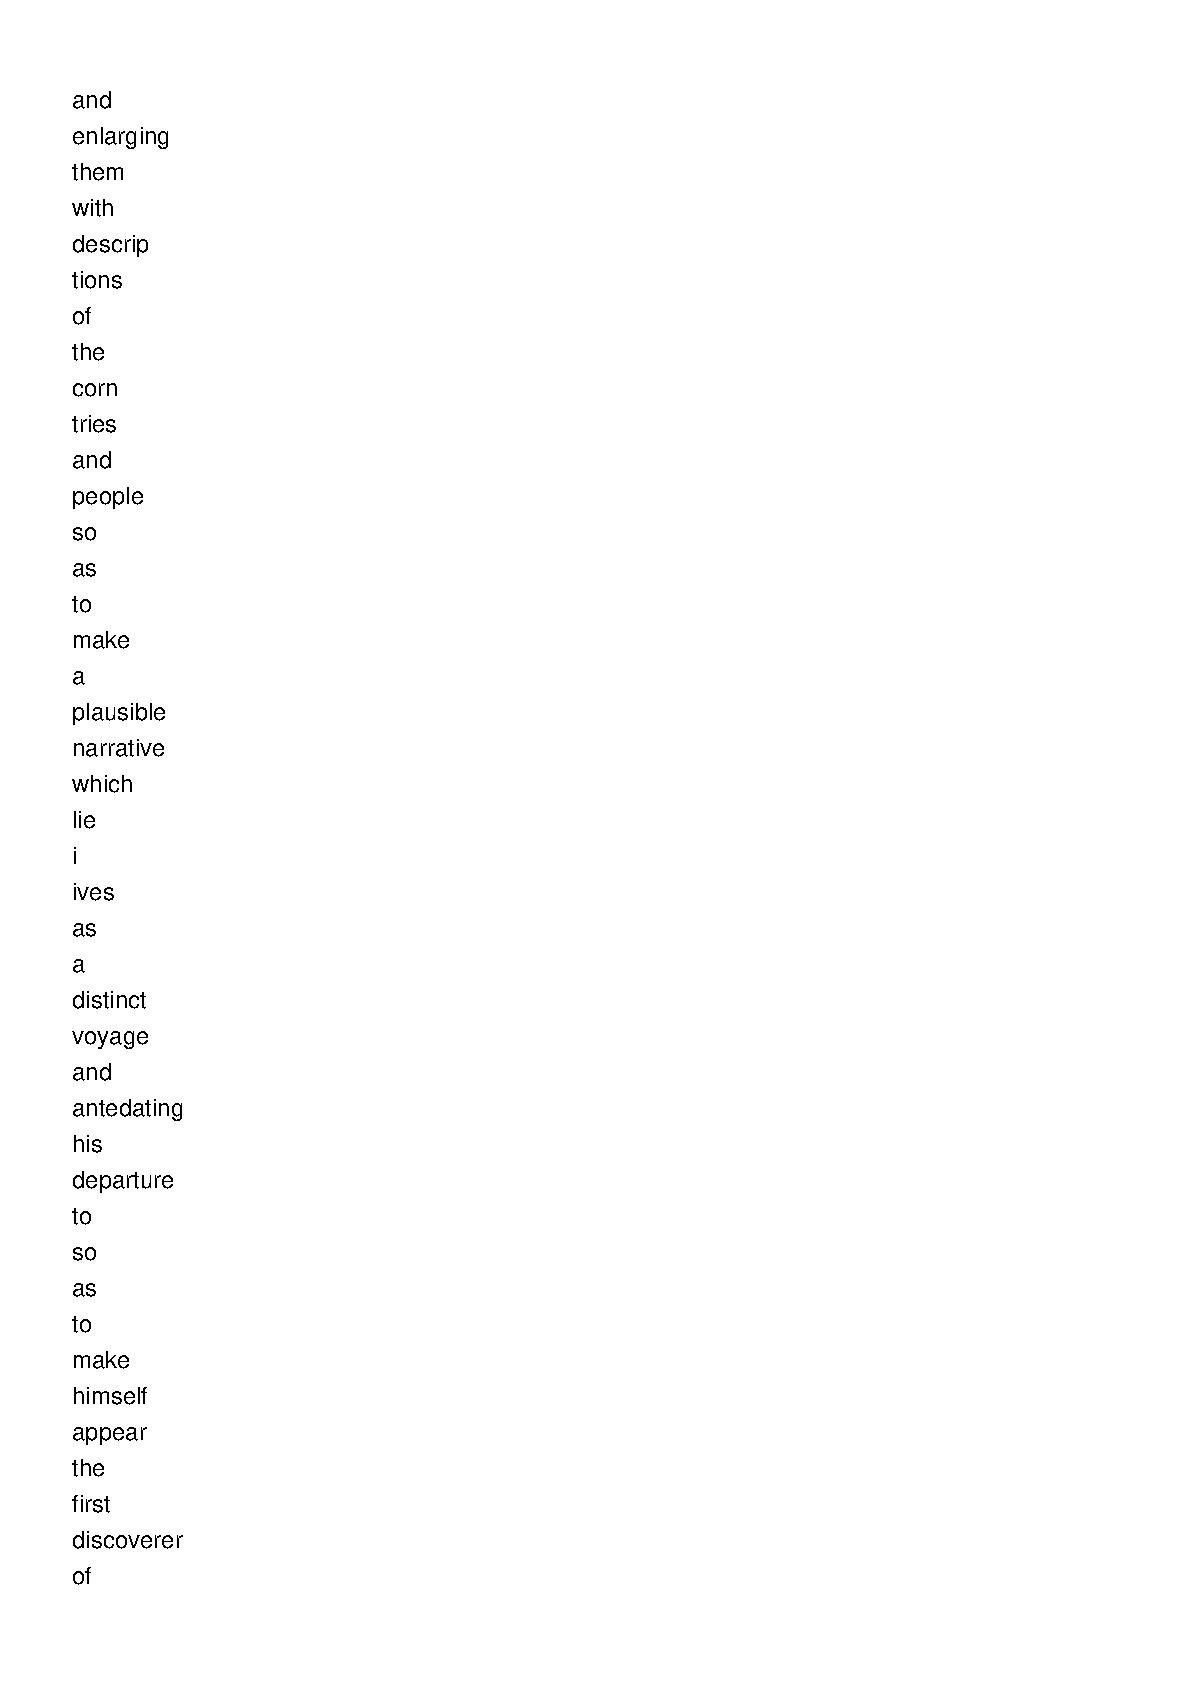 and
enlarging
them
with
descrip
tions
of
the
corn
tries
and
people
so
as
to
make
a
plausible
narrative
which
lie
i
ives
as
a
distinct
voyage
and
antedating
his
departure
to
so
as
to
make
himself
appear
the
first
discoverer
of